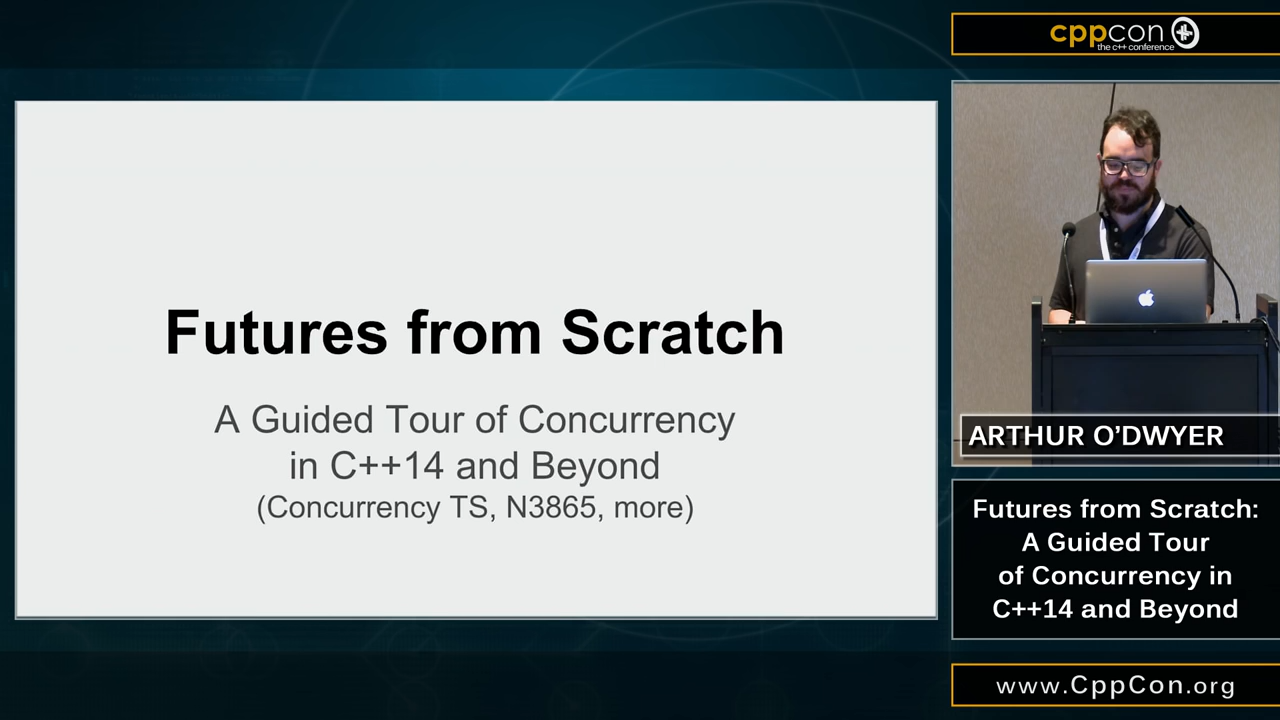 Futures from Scratch
A Guided Tour of Concurrency
in C++14 and Beyond
(Concurrency TS, N3865, more)
cppcon
the c++ conference
ARTHUR O’DWYER
Futures from Scratch:
A Guided Tour
of Concurrency in
C++14 and Beyond
www.CppCon.org